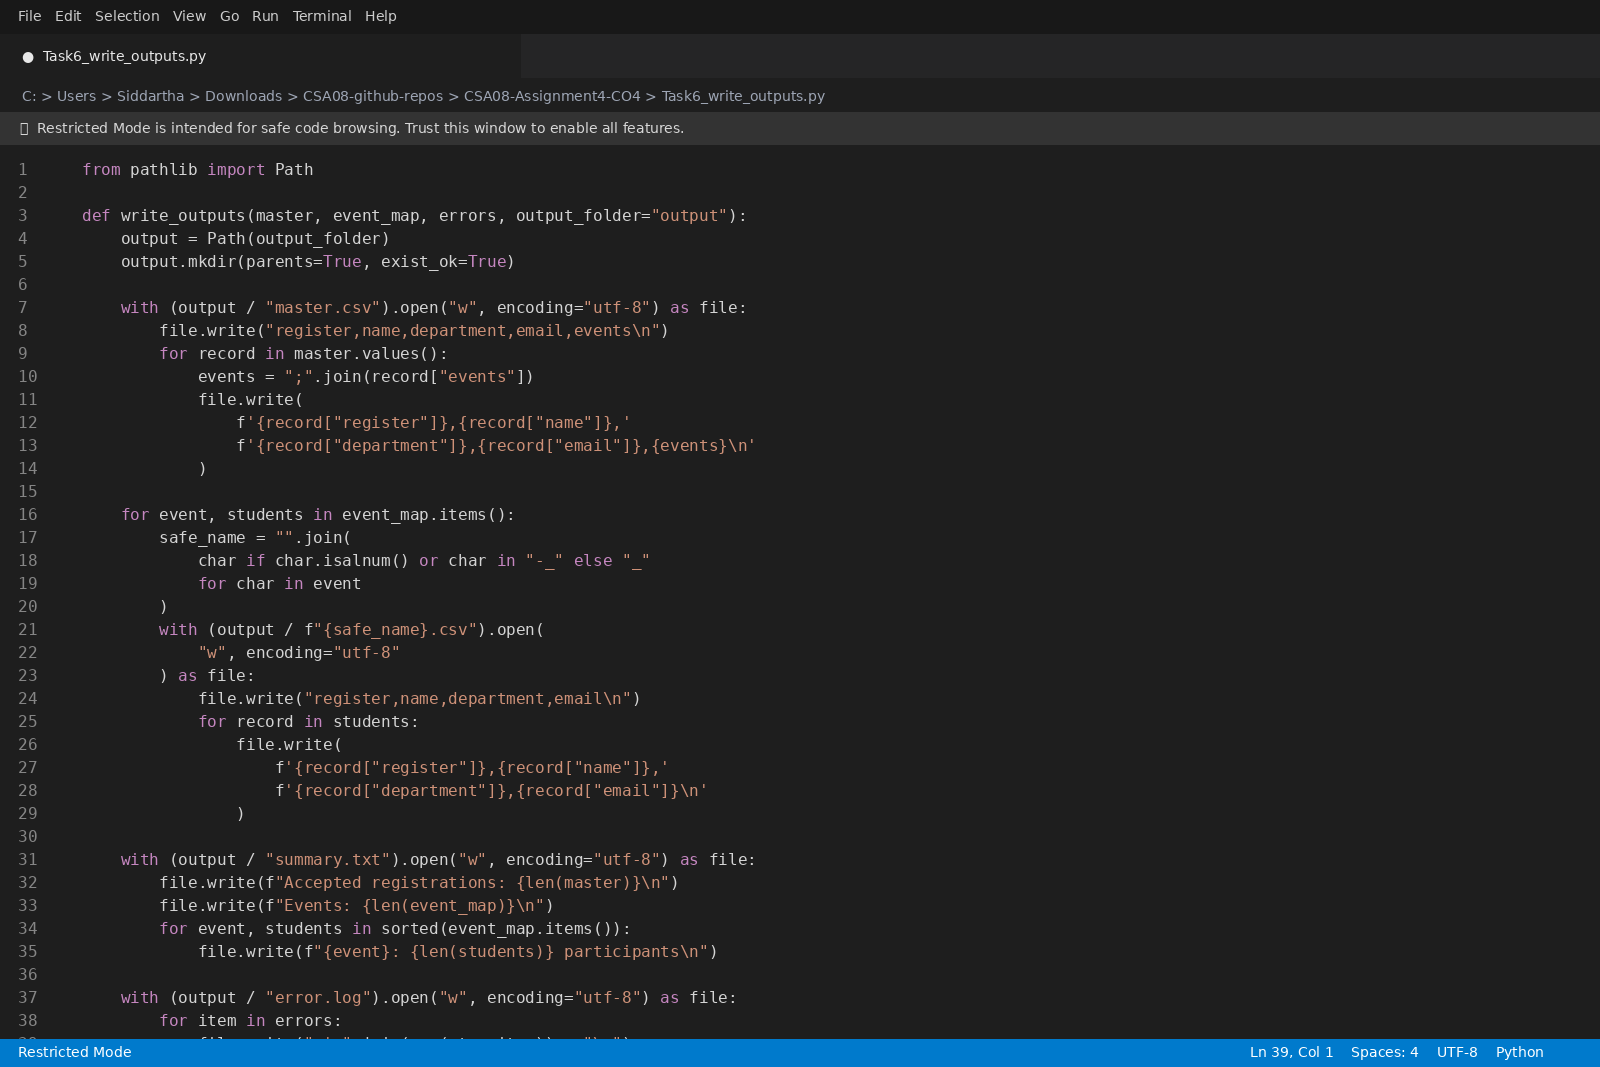 File Edit Selection View Go Run Terminal Help
● Task6_write_outputs.py
C: > Users > Siddartha > Downloads > CSA08-github-repos > CSA08-Assignment4-CO4 > Task6_write_outputs.py
Restricted Mode is intended for safe code browsing. Trust this window to enable all features.
1 from pathlib import Path
2
3 def write_outputs(master, event_map, errors, output_folder="output"):
4     output = Path(output_folder)
5     output.mkdir(parents=True, exist_ok=True)
6
7     with (output / "master.csv").open("w", encoding="utf-8") as file:
8         file.write("register,name,department,email,events\n")
9         for record in master.values():
10             events = ";".join(record["events"])
11             file.write(
12                 f'{record["register"]},{record["name"]},'
13                 f'{record["department"]},{record["email"]},{events}\n'
14             )
15
16     for event, students in event_map.items():
17         safe_name = "".join(
18             char if char.isalnum() or char in "-_" else "_"
19             for char in event
20         )
21         with (output / f"{safe_name}.csv").open(
22             "w", encoding="utf-8"
23         ) as file:
24             file.write("register,name,department,email\n")
25             for record in students:
26                 file.write(
27                     f'{record["register"]},{record["name"]},'
28                     f'{record["department"]},{record["email"]}\n'
29                 )
30
31     with (output / "summary.txt").open("w", encoding="utf-8") as file:
32         file.write(f"Accepted registrations: {len(master)}\n")
33         file.write(f"Events: {len(event_map)}\n")
34         for event, students in sorted(event_map.items()):
35             file.write(f"{event}: {len(students)} participants\n")
36
37     with (output / "error.log").open("w", encoding="utf-8") as file:
38         for item in errors:
Restricted Mode Ln 39, Col 1 Spaces: 4 UTF-8 Python